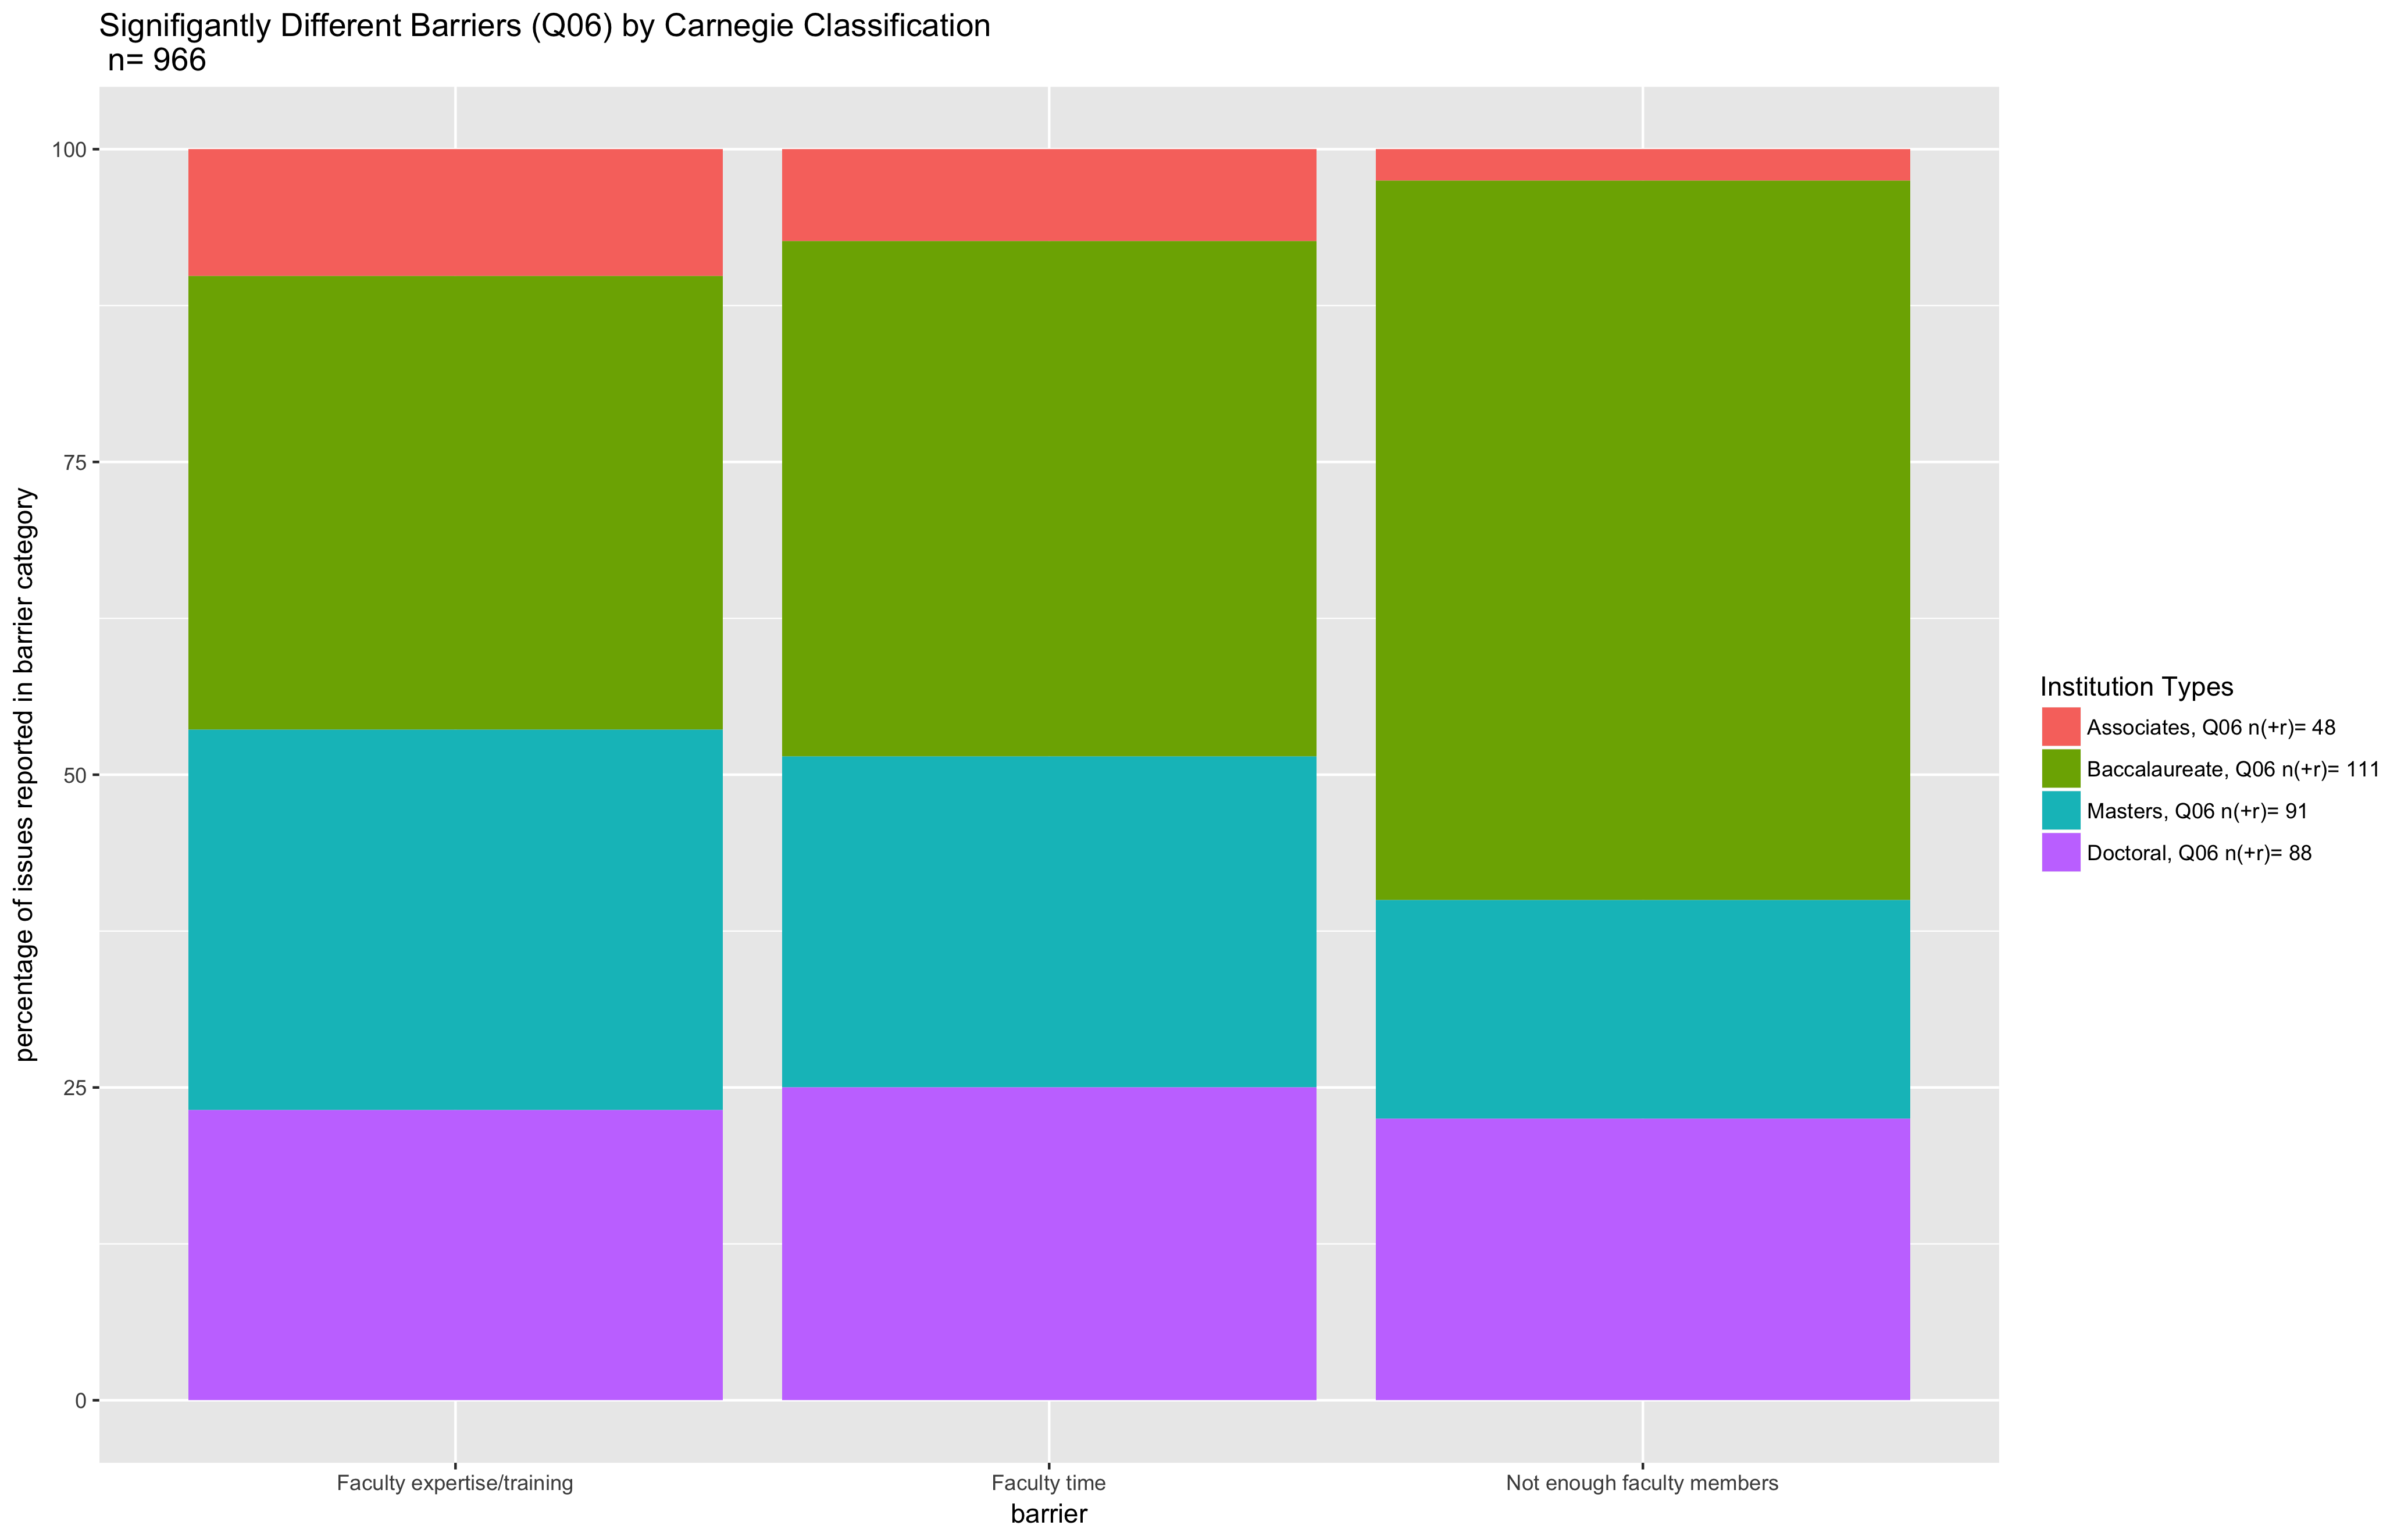 Signifigantly Different Barriers (Q06) by Carnegie Classification
n= 966
percentage of issues reported in barrier category
100
75
50
25
0
Faculty expertise/training
Faculty time
Not enough faculty members
barrier
Institution Types
Associates, Q06 n(+r)= 48
Baccalaureate, Q06 n(+r)= 111
Masters, Q06 n(+r)= 91
Doctoral, Q06 n(+r)= 88